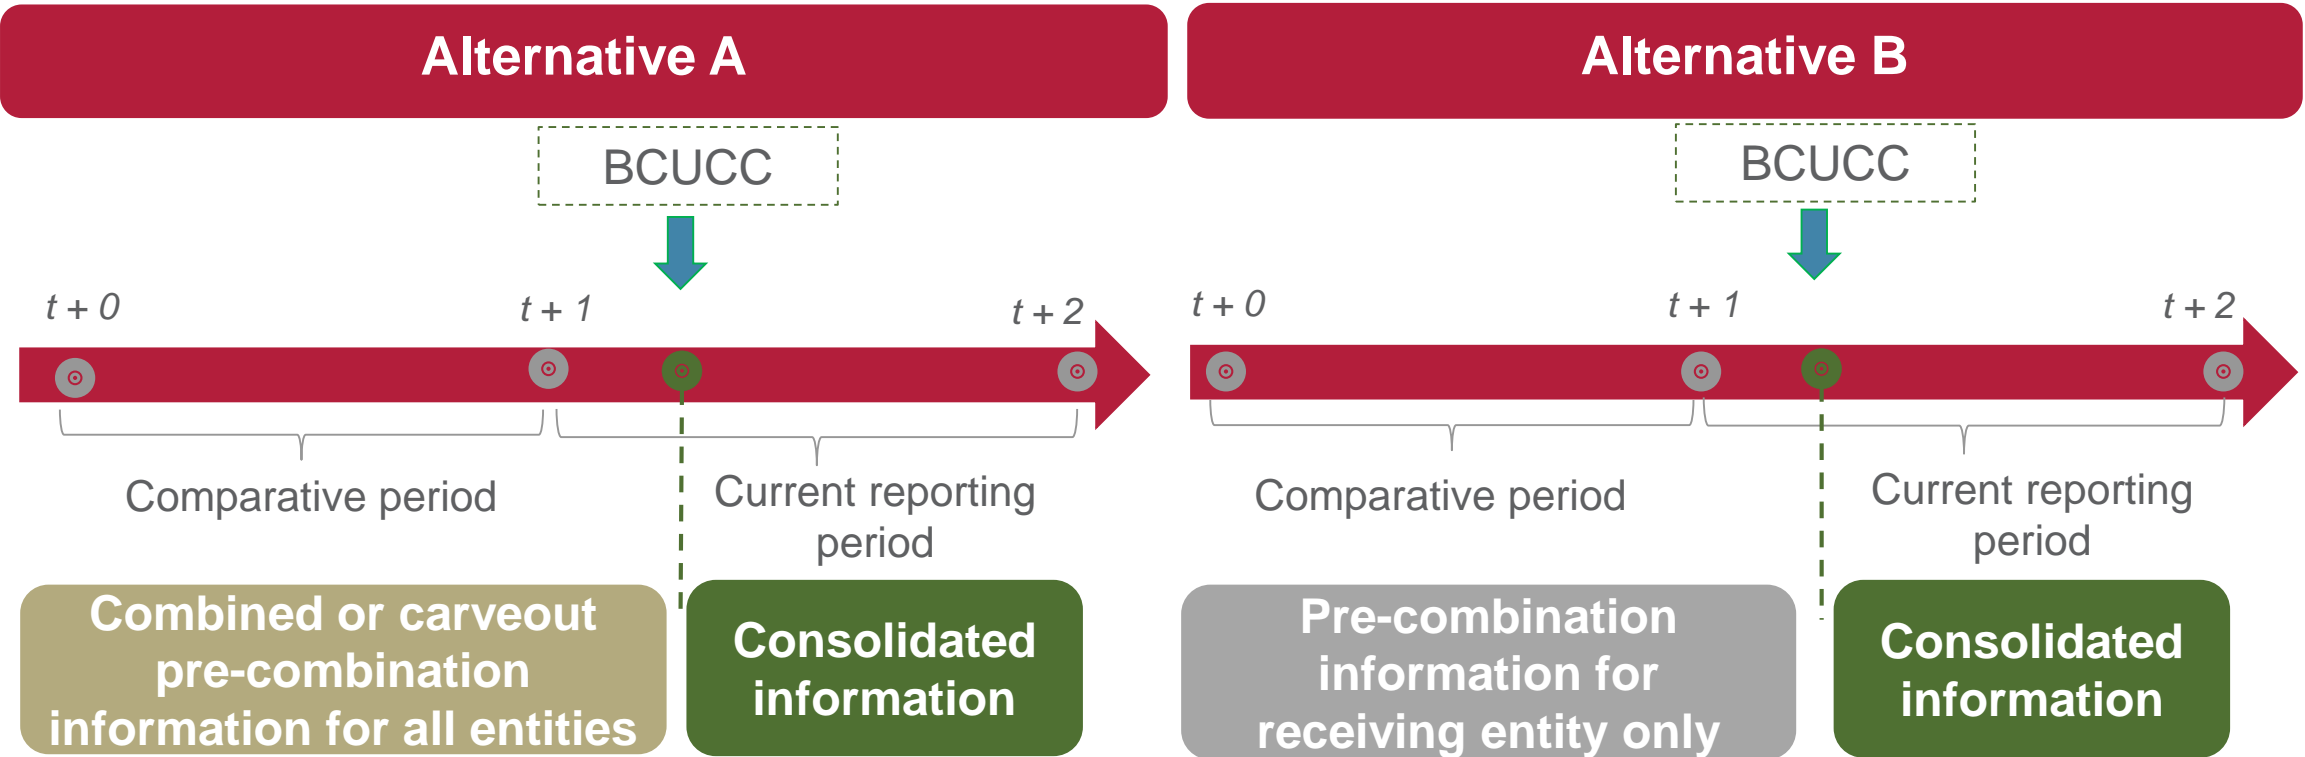 Alternative A
BCUCC
t + 0
t + 1
t + 2
Comparative period
Current reporting
period
Combined or carveout
pre-combination
information for all entities
Consolidated
information
Alternative B
BCUCC
t + 0
t + 1
t + 2
Comparative period
Current reporting
period
Pre-combination
information for
receiving entity only
Consolidated
information